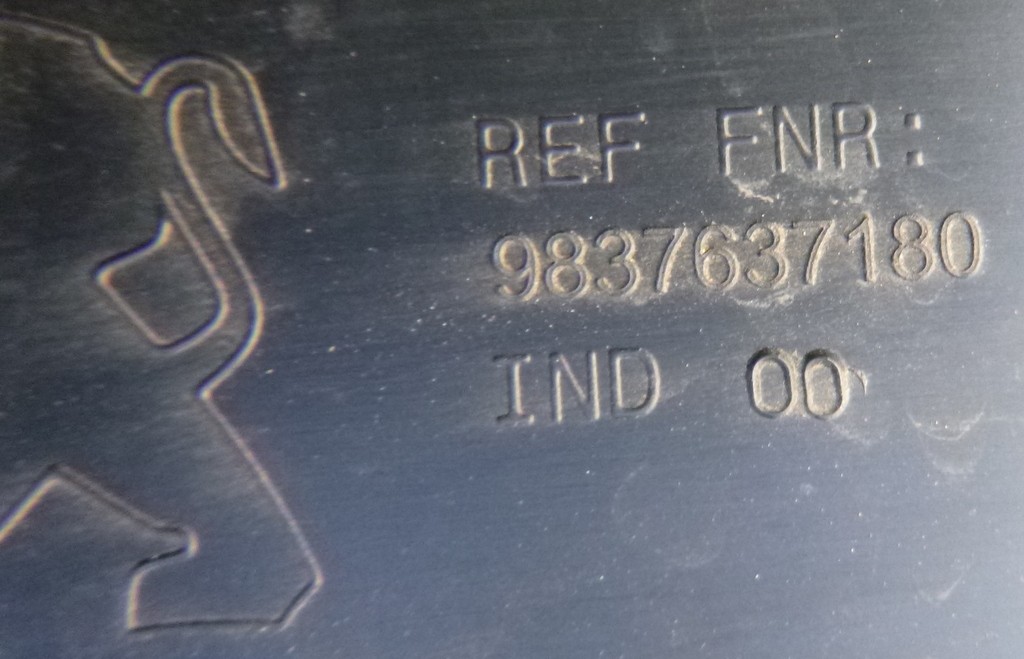 REF FNR:
9837637180
IND 00